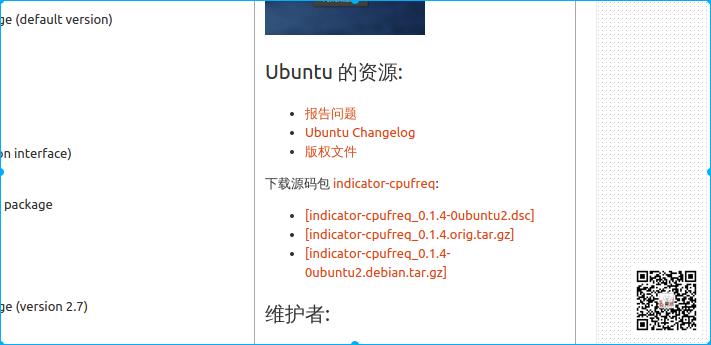 ge (default version)
on interface)
package
ge (version 2.7)
Ubuntu 的资源:
报告问题
Ubuntu Changelog
版权文件
下载源码包 indicator-cpufreq:
[indicator-cpufreq_0.1.4-0ubuntu2.dsc]
[indicator-cpufreq_0.1.4.orig.tar.gz]
[indicator-cpufreq_0.1.4-
0ubuntu2.debian.tar.gz]
维护者: